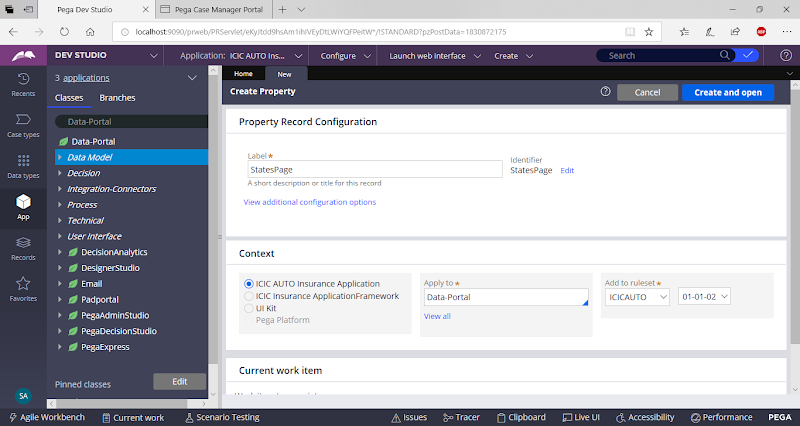 Pega Dev Studio
Pega Case Manager Portal
localhost:9090/prweb/PRServlet/eKyJtdd9hsAm1ihIVEyDtLWiYQFPeitW*/!STANDARD?pzPostData=1830872175
DEV STUDIO
Application: ICIC AUTO Ins...
Configure
Launch web interface
Create
Search
Recents
Case types
Data types
App
Records
Favorites
SA
3 applications
Classes
Branches
Data-Portal
Data-Portal
Data Model
Decision
Integration-Connectors
Process
Technical
User Interface
DecisionAnalytics
DesignerStudio
Email
Padportal
PegaAdminStudio
PegaDecisionStudio
PegaExpress
Pinned classes
Edit
Home
New
Create Property
Cancel
Create and open
Property Record Configuration
Label *
StatesPage
A short description or title for this record
Identifier
StatesPage Edit
View additional configuration options
Context
ICIC AUTO Insurance Application
ICIC Insurance ApplicationFramework
UI Kit
Pega Platform
Apply to *
Data-Portal
View all
Add to ruleset *
ICICAUTO
01-01-02
Current work item
Agile Workbench
Current work
Scenario Testing
Issues
Tracer
Clipboard
Live UI
Accessibility
Performance
PEGA